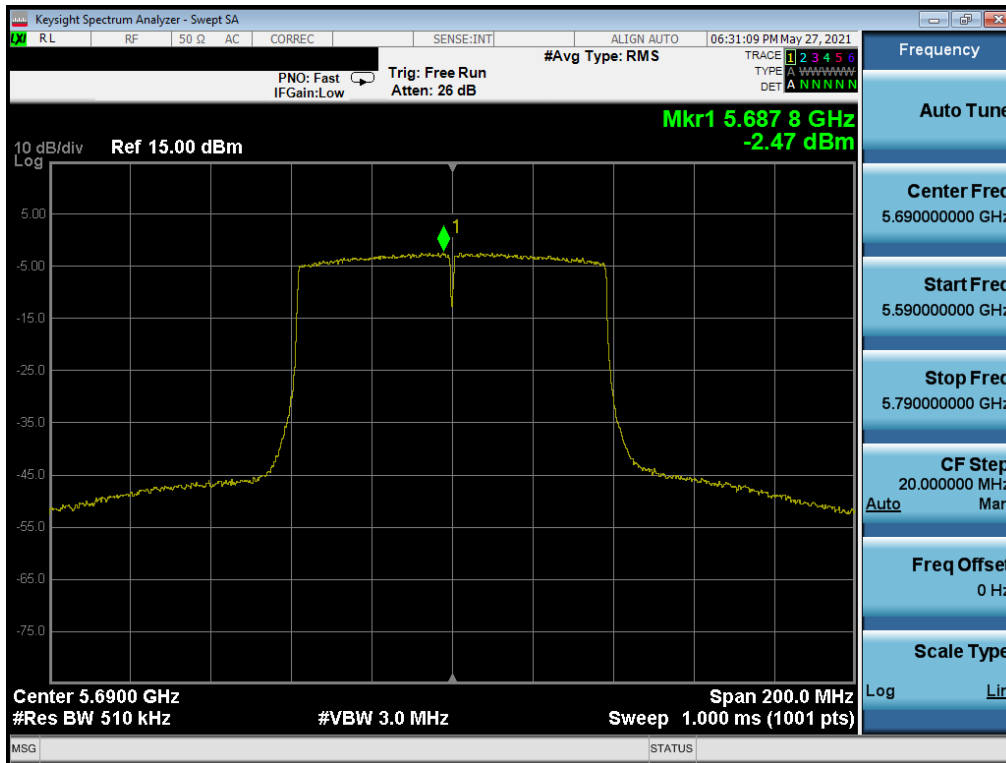 Keysight Spectrum Analyzer - Swept SA
LXI RL RF 50 Ω AC CORREC SENSE:INT ALIGN AUTO 06:31:09 PM May 27, 2021
#Avg Type: RMS
TRACE 1 2 3 4 5 6
TYPE A WWWWW
DET A N N N N N
PNO: Fast
IFGain:Low
Trig: Free Run
Atten: 26 dB
Mkr1 5.687 8 GHz
-2.47 dBm
10 dB/div Ref 15.00 dBm
Log
1
5.00
-5.00
-15.0
-25.0
-35.0
-45.0
-55.0
-65.0
-75.0
Center 5.6900 GHz Span 200.0 MHz
#Res BW 510 kHz #VBW 3.0 MHz Sweep 1.000 ms (1001 pts)
MSG STATUS
Frequency
Auto Tune
Center Freq
5.690000000 GHz
Start Freq
5.590000000 GHz
Stop Freq
5.790000000 GHz
CF Step
20.000000 MHz
Auto Man
Freq Offset
0 Hz
Scale Type
Log Lin